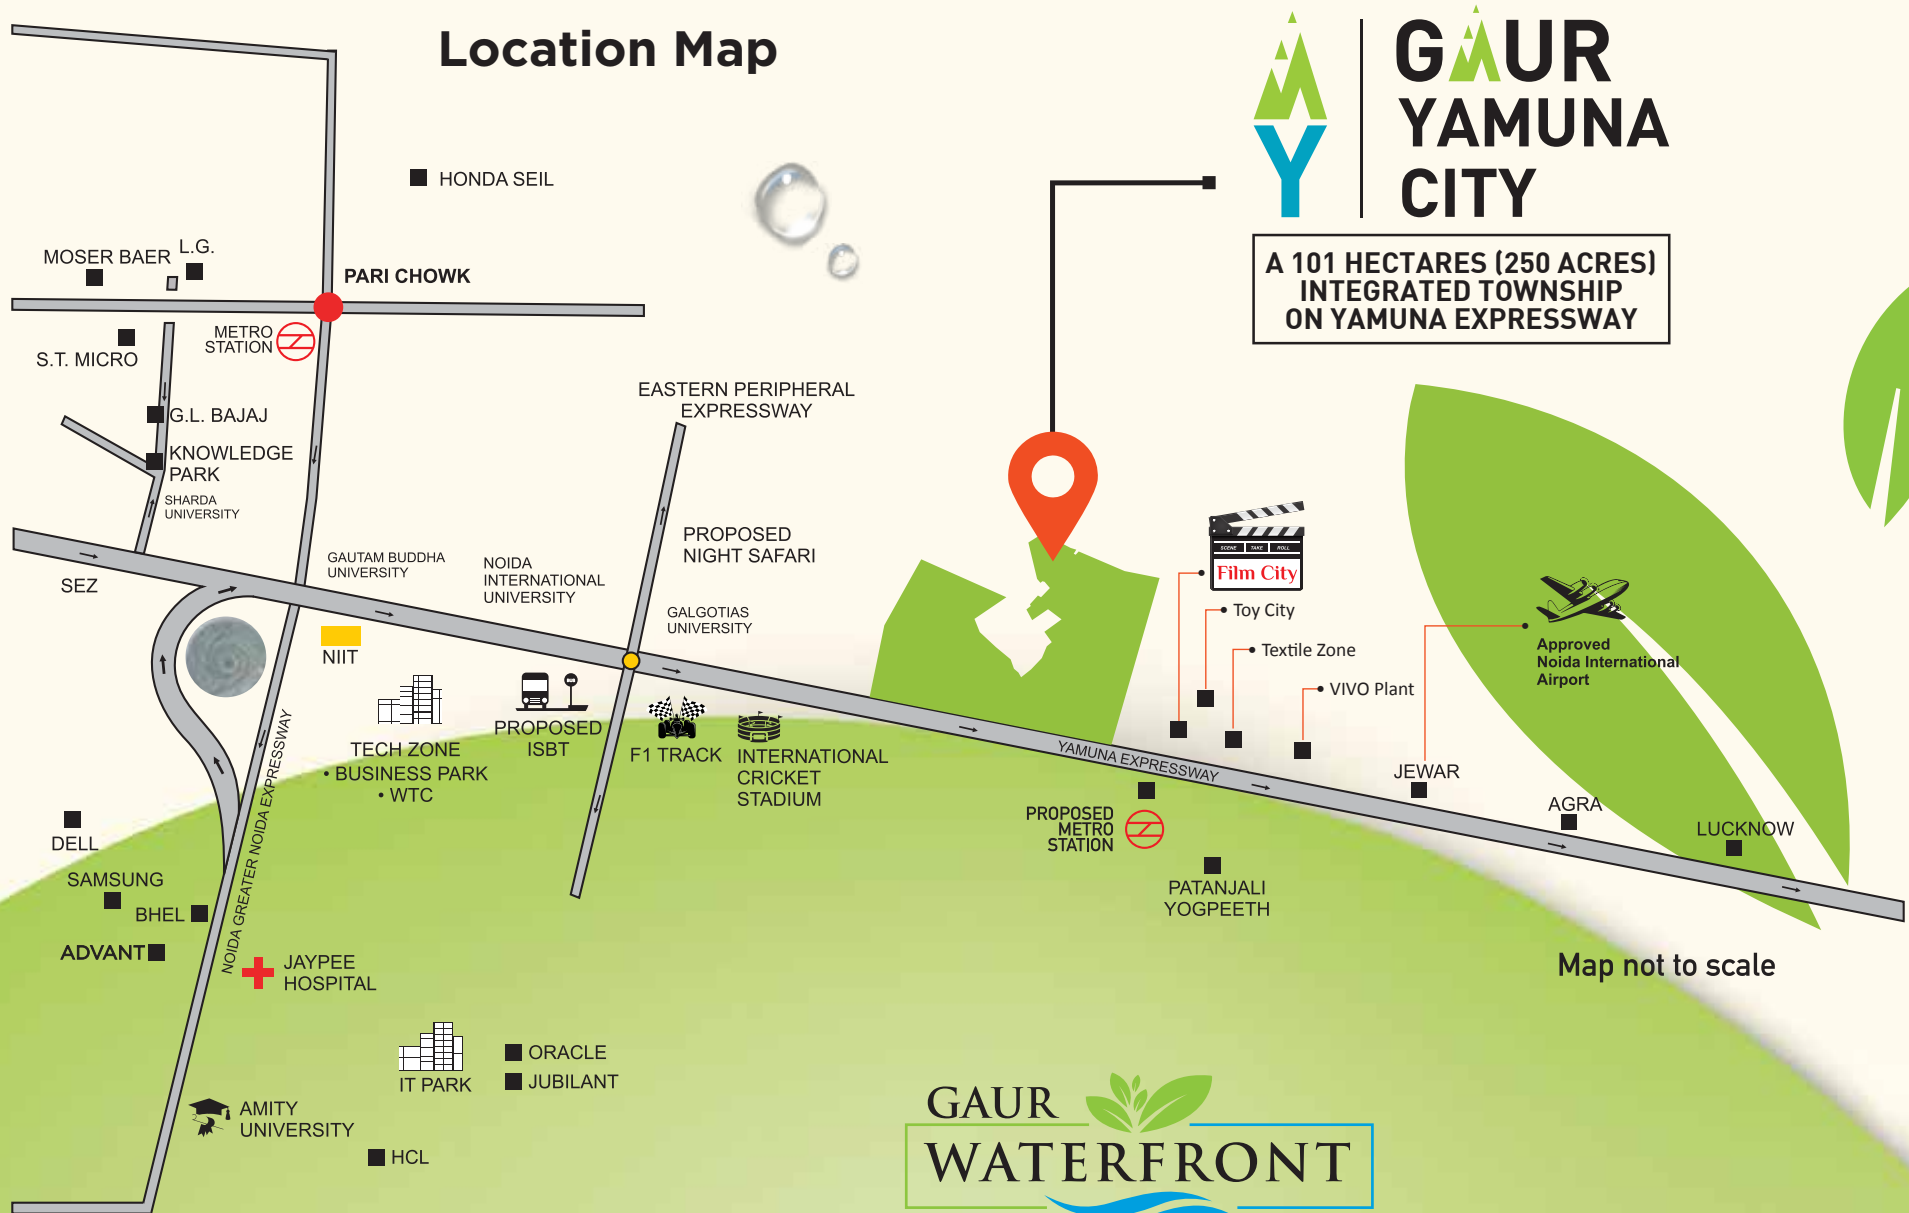 Location Map
GAUR
YAMUNA
CITY
A 101 HECTARES (250 ACRES)
INTEGRATED TOWNSHIP
ON YAMUNA EXPRESSWAY
HONDA SEIL
MOSER BAER
L.G.
PARI CHOWK
METRO
STATION
S.T. MICRO
G.L. BAJAJ
KNOWLEDGE
PARK
SHARDA
UNIVERSITY
EASTERN PERIPHERAL
EXPRESSWAY
PROPOSED
NIGHT SAFARI
GAUTAM BUDDHA
UNIVERSITY
NOIDA
INTERNATIONAL
UNIVERSITY
GALGOTIAS
UNIVERSITY
SEZ
NIIT
SCENE TAKE ROLL
Film City
Toy City
Textile Zone
VIVO Plant
Approved
Noida International
Airport
TECH ZONE
• BUSINESS PARK
• WTC
PROPOSED
ISBT
F1 TRACK
INTERNATIONAL
CRICKET
STADIUM
YAMUNA EXPRESSWAY
NOIDA GREATER NOIDA EXPRESSWAY
JEWAR
AGRA
LUCKNOW
PROPOSED
METRO
STATION
PATANJALI
YOGPEETH
DELL
SAMSUNG
BHEL
ADVANT
JAYPEE
HOSPITAL
Map not to scale
IT PARK
ORACLE
JUBILANT
AMITY
UNIVERSITY
HCL
GAUR
WATERFRONT